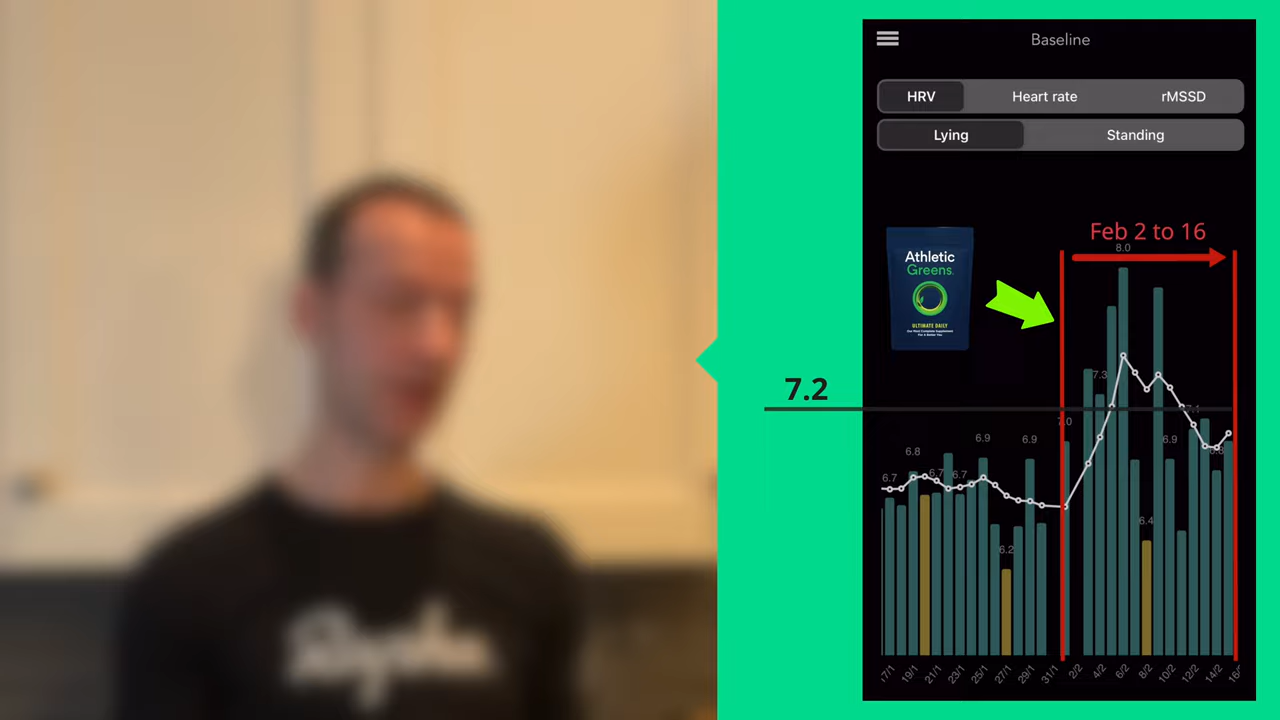 Baseline
HRV
Heart rate
rMSSD
Lying
Standing
Feb 2 to 16
8.0
Athletic
Greens
ULTIMATE DAILY
7.2
7.3
7.0
6.9
6.9
6.9
6.8
6.7
6.7
6.7
6.4
6.2
19/1
21/1
23/1
25/1
27/1
29/1
31/1
2/2
4/2
6/2
8/2
10/2
12/2
14/2